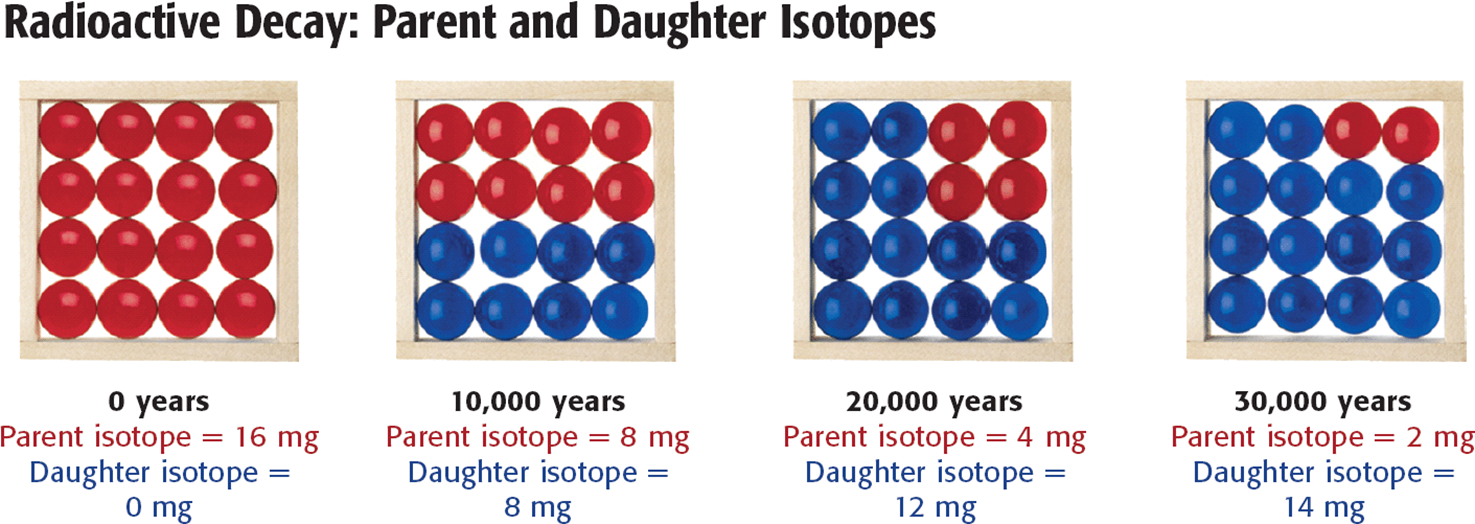 Radioactive Decay: Parent and Daughter Isotopes
0 years
Parent isotope = 16 mg
Daughter isotope =
0 mg
10,000 years
Parent isotope = 8 mg
Daughter isotope =
8 mg
20,000 years
Parent isotope = 4 mg
Daughter isotope =
12 mg
30,000 years
Parent isotope = 2 mg
Daughter isotope =
14 mg